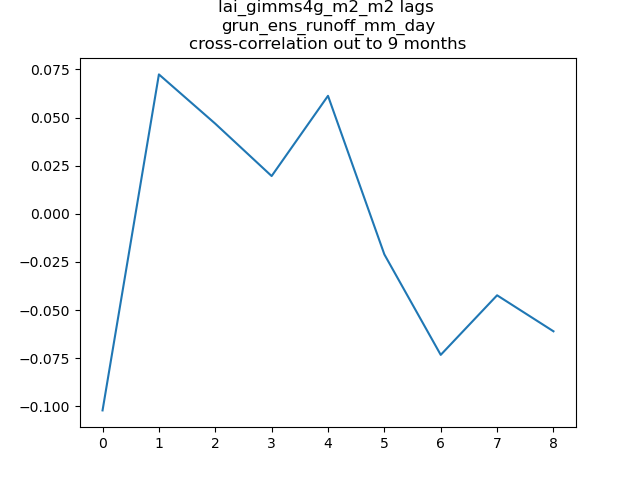 lai_gimms4g_m2_m2 lags
grun_ens_runoff_mm_day
cross-correlation out to 9 months
0.075
0.050
0.025
0.000
−0.025
−0.050
−0.075
−0.100
0 1 2 3 4 5 6 7 8